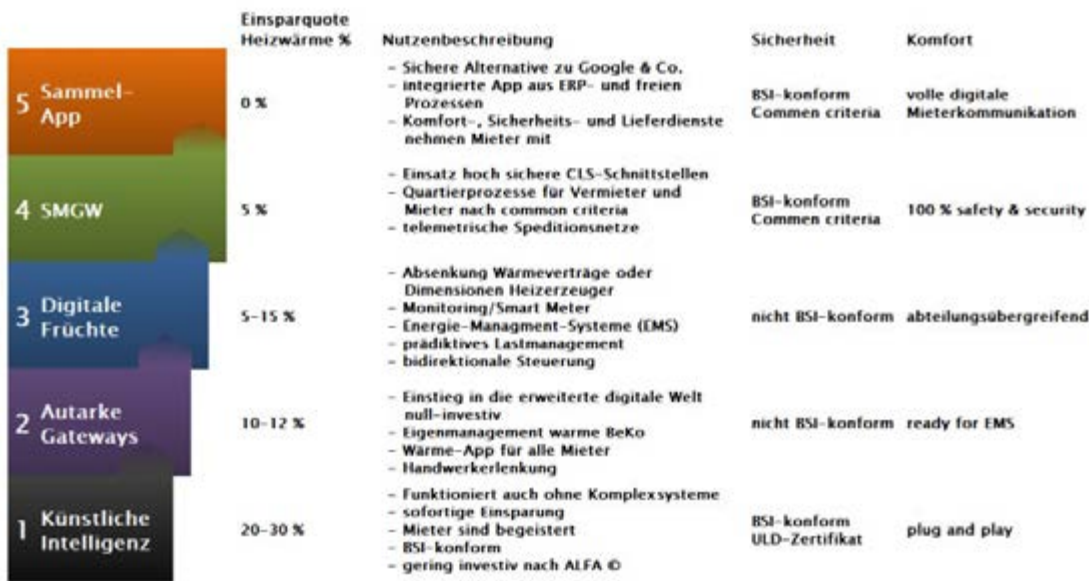 Einsparquote
Heizwärme %
Nutzenbeschreibung
Sicherheit
Komfort
5 Sammel-
App
0 %
- Sichere Alternative zu Google & Co.
- integrierte App aus ERP- und freien
Prozessen
- Komfort-, Sicherheits- und Lieferdienste
nehmen Mieter mit
BSI-konform
Commen criteria
volle digitale
Mieterkommunikation
4 SMGW
5 %
- Einsatz hoch sichere CLS-Schnittstellen
- Quartierprozesse für Vermieter und
Mieter nach common criteria
- telemetrische Speditionsnetze
BSI-konform
Commen criteria
100 % safety & security
3 Digitale
Früchte
5-15 %
- Absenkung Wärmeverträge oder
Dimensionen Heizerzeuger
- Monitoring/Smart Meter
- Energie-Managment-Systeme (EMS)
- prädiktives Lastmanagement
- bidirektionale Steuerung
nicht BSI-konform
abteilungsübergreifend
2 Autarke
Gateways
10-12 %
- Einstieg in die erweiterte digitale Welt
null-investiv
- Eigenmanagement warme BeKo
- Wärme-App für alle Mieter
- Handwerkerlenkung
nicht BSI-konform
ready for EMS
1 Künstliche
Intelligenz
20-30 %
- Funktioniert auch ohne Komplexsysteme
- sofortige Einsparung
- Mieter sind begeistert
- BSI-konform
- gering investiv nach ALFA ©
BSI-konform
ULD-Zertifikat
plug and play